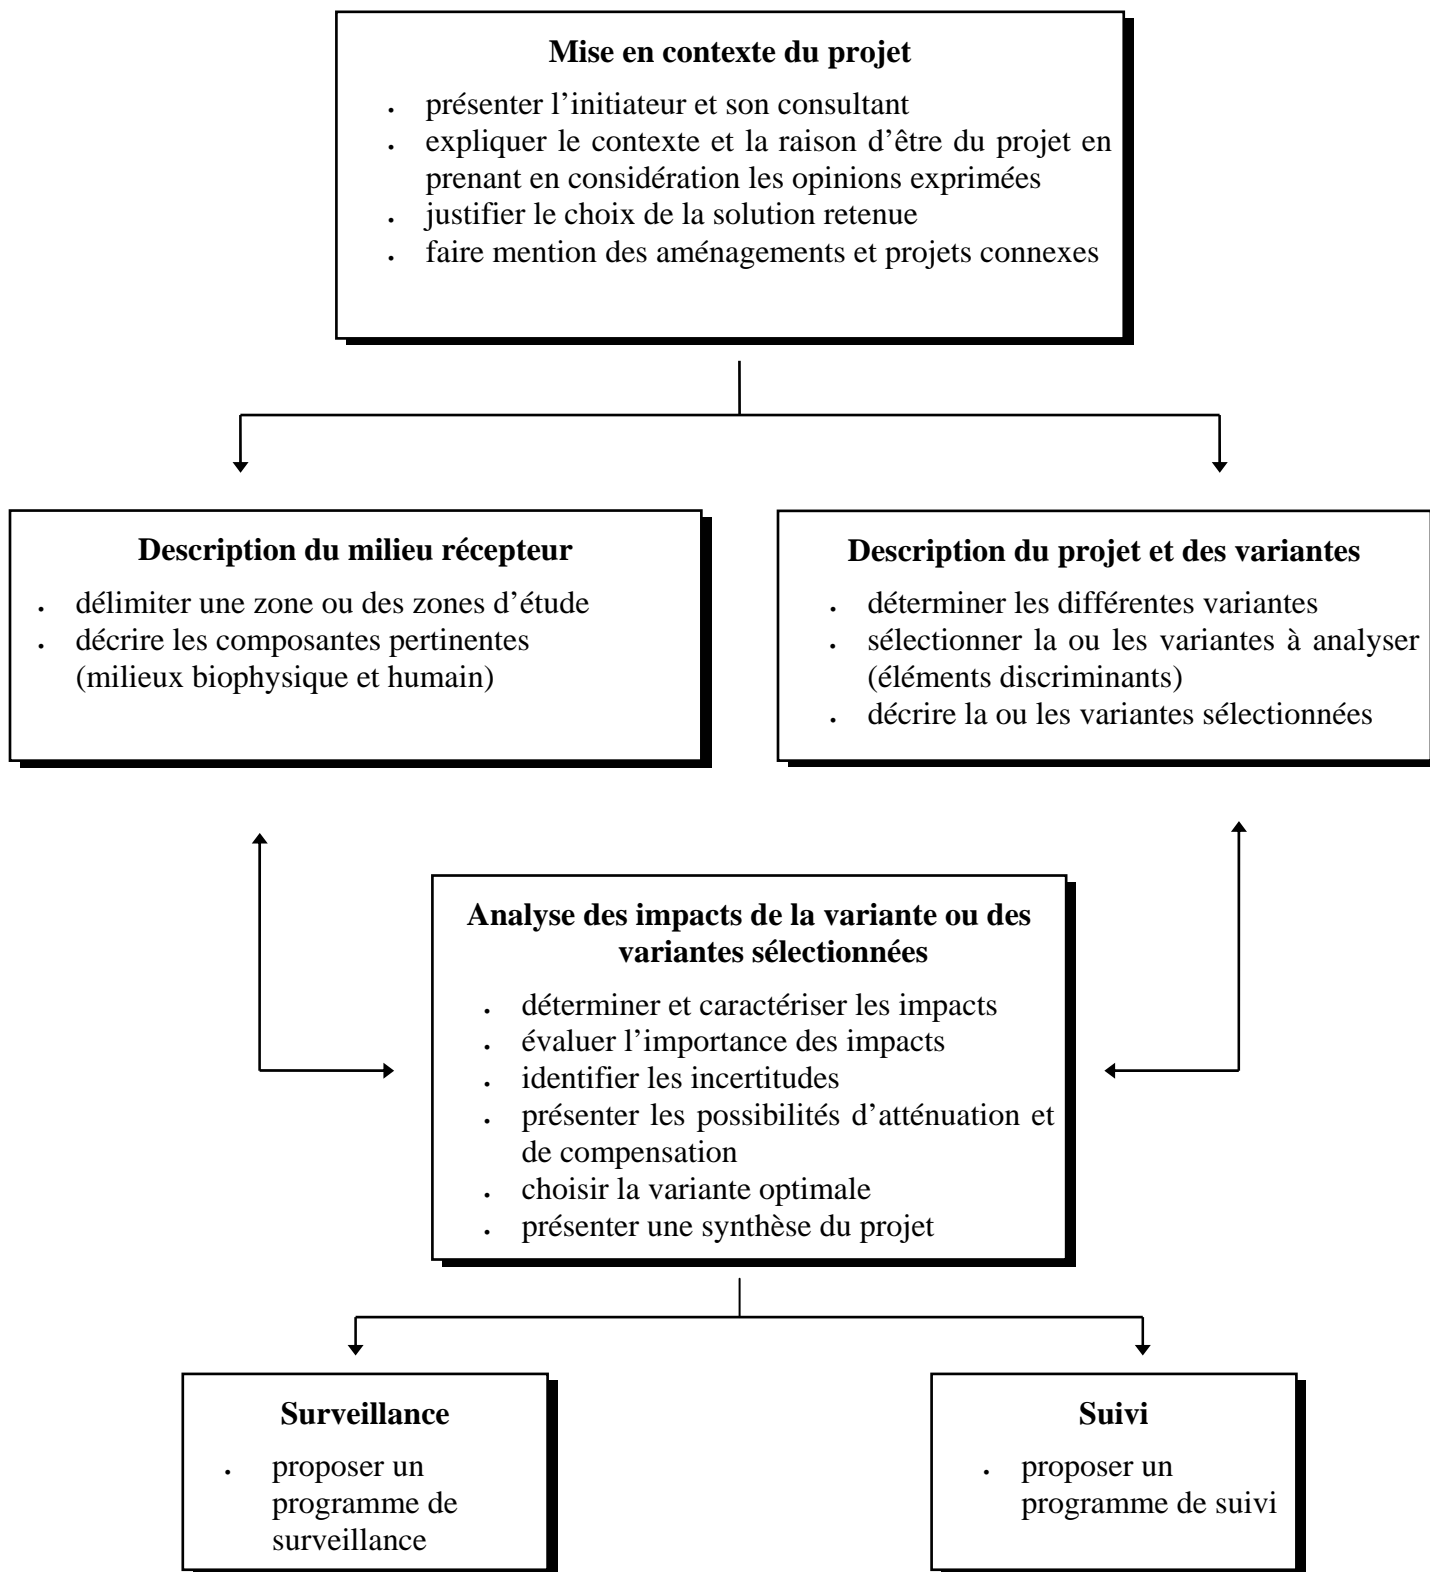 Mise en contexte du projet
. présenter l’initiateur et son consultant
. expliquer le contexte et la raison d’être du projet en
prenant en considération les opinions exprimées
. justifier le choix de la solution retenue
. faire mention des aménagements et projets connexes
Description du milieu récepteur
. délimiter une zone ou des zones d’étude
. décrire les composantes pertinentes
(milieux biophysique et humain)
Description du projet et des variantes
. déterminer les différentes variantes
. sélectionner la ou les variantes à analyser
(éléments discriminants)
. décrire la ou les variantes sélectionnées
Analyse des impacts de la variante ou des
variantes sélectionnées
. déterminer et caractériser les impacts
. évaluer l’importance des impacts
. identifier les incertitudes
. présenter les possibilités d’atténuation et
de compensation
. choisir la variante optimale
. présenter une synthèse du projet
Surveillance
. proposer un
programme de
surveillance
Suivi
. proposer un
programme de suivi